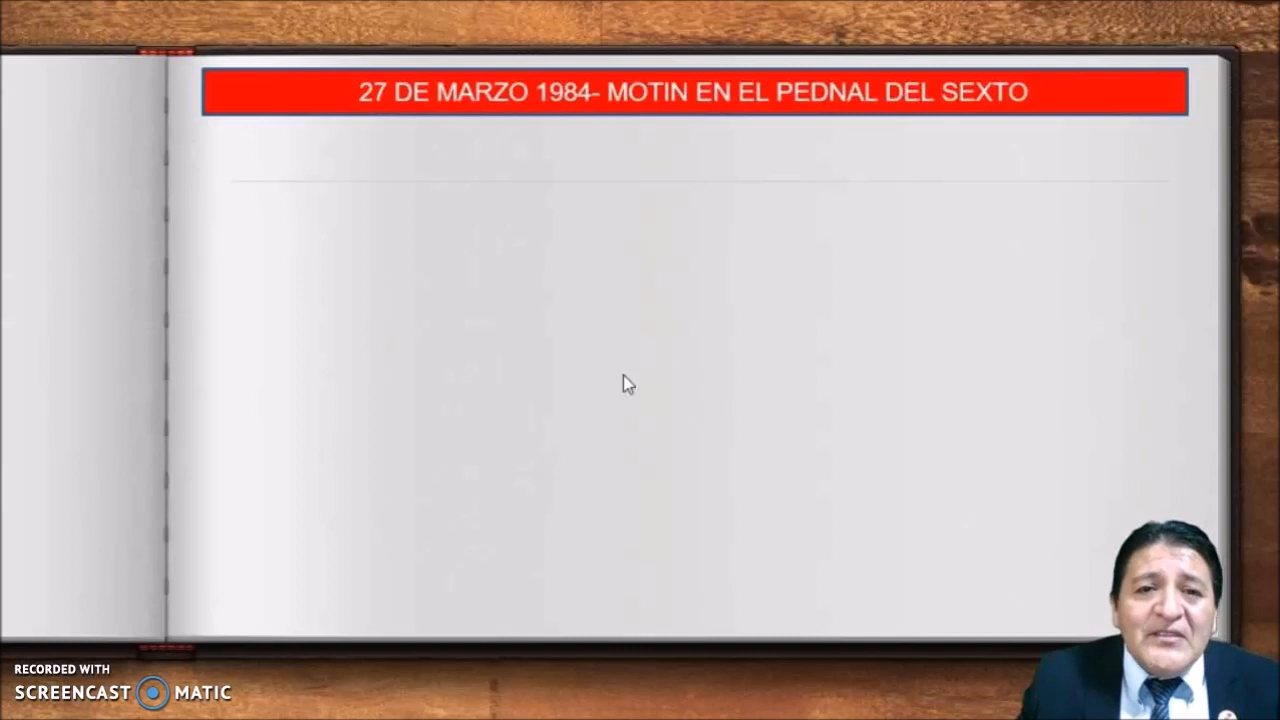 27 DE MARZO 1984- MOTIN EN EL PEDNAL DEL SEXTO
RECORDED WITH
SCREENCAST MATIC